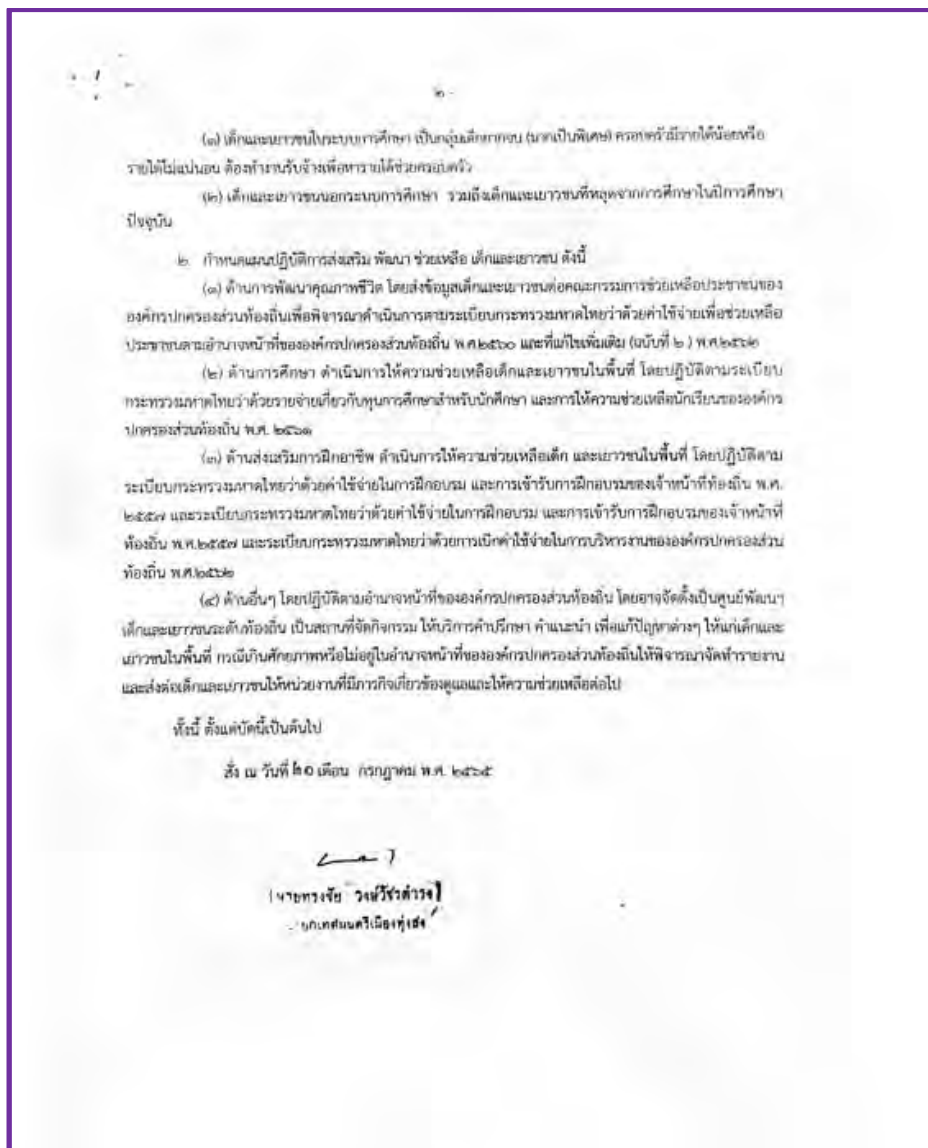 ๒ -
(๑) เด็กและเยาวชนในระบบการศึกษา เป็นกลุ่มเด็กยากจน (มากเป็นพิเศษ) ครอบครัวมีรายได้น้อยหรือ
รายได้ไม่แน่นอน ต้องทำงานรับจ้างเพื่อหารายได้ช่วยครอบครัว
(๒) เด็กและเยาวชนนอกระบบการศึกษา รวมถึงเด็กและเยาวชนที่หลุดจากการศึกษาในปีการศึกษา
ปัจจุบัน
๒. กำหนดแผนปฏิบัติการส่งเสริม พัฒนา ช่วยเหลือ เด็กและเยาวชน ดังนี้
(๑) ด้านการพัฒนาคุณภาพชีวิต โดยส่งข้อมูลเด็กและเยาวชนต่อคณะกรรมการช่วยเหลือประชาชนของ
องค์กรปกครองส่วนท้องถิ่นเพื่อพิจารณาดำเนินการตามระเบียบกระทรวงมหาดไทยว่าด้วยค่าใช้จ่ายเพื่อช่วยเหลือ
ประชาชนตามอำนาจหน้าที่ขององค์กรปกครองส่วนท้องถิ่น พ.ศ.๒๕๖๐ และที่แก้ไขเพิ่มเติม (ฉบับที่ ๒ ) พ.ศ.๒๕๖๒
(๒) ด้านการศึกษา ดำเนินการให้ความช่วยเหลือเด็กและเยาวชนในพื้นที่ โดยปฏิบัติตามระเบียบ
กระทรวงมหาดไทยว่าด้วยรายจ่ายเกี่ยวกับทุนการศึกษาสำหรับนักศึกษา และการให้ความช่วยเหลือนักเรียนขององค์กร
ปกครองส่วนท้องถิ่น พ.ศ. ๒๕๖๑
(๓) ด้านส่งเสริมการฝึกอาชีพ ดำเนินการให้ความช่วยเหลือเด็ก และเยาวชนในพื้นที่ โดยปฏิบัติตาม
ระเบียบกระทรวงมหาดไทยว่าด้วยค่าใช้จ่ายในการฝึกอบรม และการเข้ารับการฝึกอบรมของเจ้าหน้าที่ท้องถิ่น พ.ศ.
๒๕๕๗ และระเบียบกระทรวงมหาดไทยว่าด้วยค่าใช้จ่ายในการฝึกอบรม และการเข้ารับการฝึกอบรมของเจ้าหน้าที่
ท้องถิ่น พ.ศ.๒๕๕๗ และระเบียบกระทรวงมหาดไทยว่าด้วยการเบิกค่าใช้จ่ายในการบริหารงานขององค์กรปกครองส่วน
ท้องถิ่น พ.ศ.๒๕๖๒
(๔) ด้านอื่นๆ โดยปฏิบัติตามอำนาจหน้าที่ขององค์กรปกครองส่วนท้องถิ่น โดยอาจจัดตั้งเป็นศูนย์พัฒนาฯ
เด็กและเยาวชนระดับท้องถิ่น เป็นสถานที่จัดกิจกรรม ให้บริการคำปรึกษา คำแนะนำ เพื่อแก้ปัญหาต่างๆ ให้แก่เด็กและ
เยาวชนในพื้นที่ กรณีเกินศักยภาพหรือไม่อยู่ในอำนาจหน้าที่ขององค์กรปกครองส่วนท้องถิ่นให้พิจารณาจัดทำรายงาน
และส่งต่อเด็กและเยาวชนให้หน่วยงานที่มีภารกิจเกี่ยวข้องดูแลและให้ความช่วยเหลือต่อไป
ทั้งนี้ ตั้งแต่บัดนี้เป็นต้นไป
สั่ง ณ วันที่ ๒๐ เดือน กรกฎาคม พ.ศ. ๒๕๖๕
(นายทรงชัย วงษ์วัชรดำรง)
นายกเทศมนตรีเมืองทุ่งสง